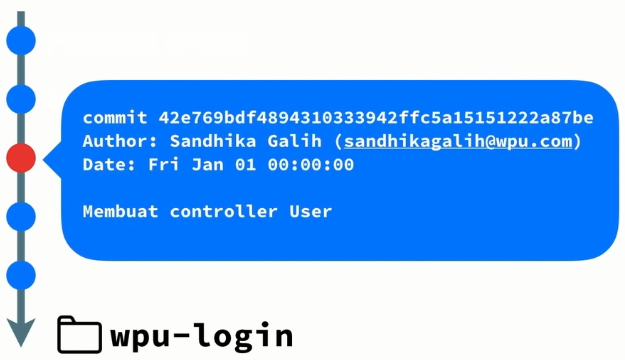 commit 42e769bdf4894310333942ffc5a15151222a87be
Author: Sandhika Galih (sandhikagalih@wpu.com)
Date: Fri Jan 01 00:00:00
Membuat controller User
wpu-login